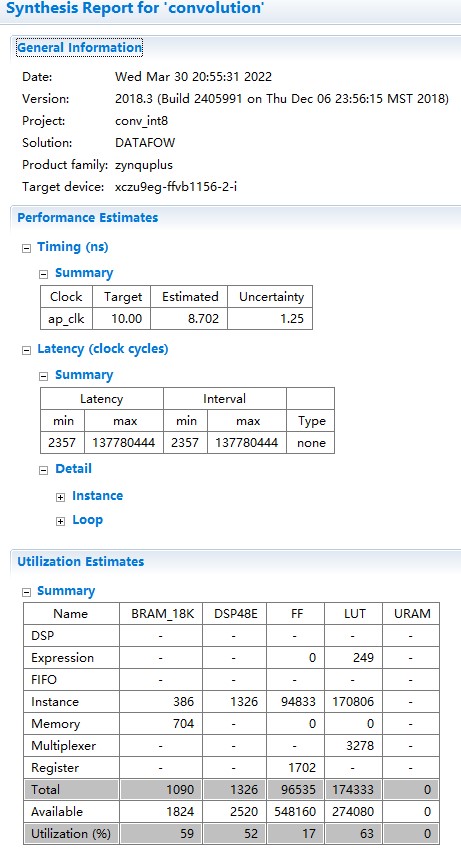 Synthesis Report for 'convolution'
General Information
Date: Wed Mar 30 20:55:31 2022
Version: 2018.3 (Build 2405991 on Thu Dec 06 23:56:15 MST 2018)
Project: conv_int8
Solution: DATAFOW
Product family: zynquplus
Target device: xczu9eg-ffvb1156-2-i
Performance Estimates
Timing (ns)
Summary
Clock Target Estimated Uncertainty
ap_clk 10.00 8.702 1.25
Latency (clock cycles)
Summary
Latency Interval
min max min max Type
2357 137780444 2357 137780444 none
Detail
Instance
Loop
Utilization Estimates
Summary
Name BRAM_18K DSP48E FF LUT URAM
DSP - - - - -
Expression - - 0 249 -
FIFO - - - - -
Instance 386 1326 94833 170806 -
Memory 704 - 0 0 -
Multiplexer - - - 3278 -
Register - - 1702 - -
Total 1090 1326 96535 174333 0
Available 1824 2520 548160 274080 0
Utilization (%) 59 52 17 63 0